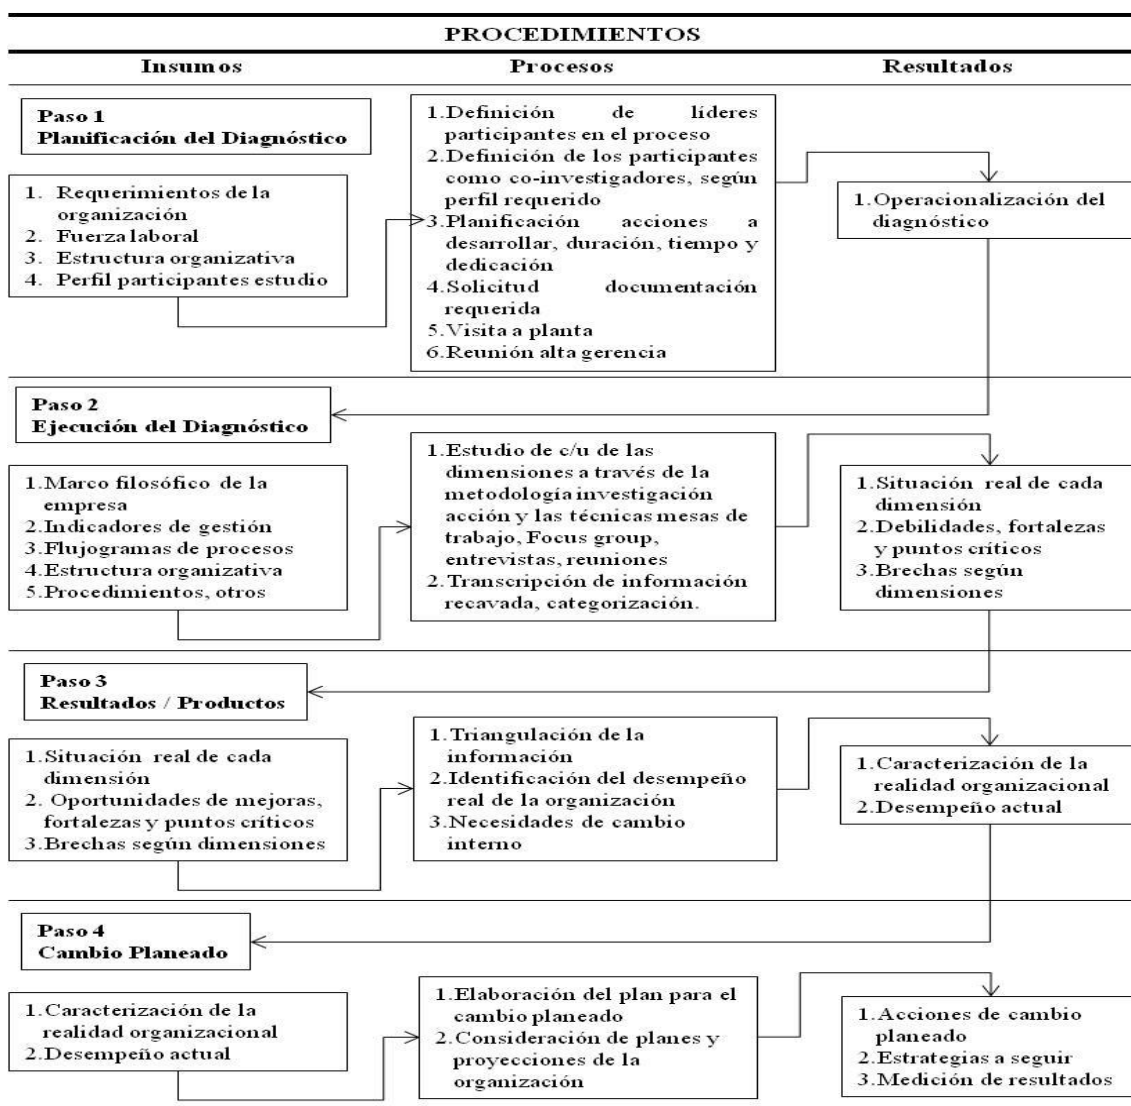 PROCEDIMIENTOS
Insumos
Procesos
Resultados
Paso 1
Planificación del Diagnóstico
1. Requerimientos de la
organización
2. Fuerza laboral
3. Estructura organizativa
4. Perfil participantes estudio
1.Definición de líderes
participantes en el proceso
2.Definición de los participantes
como co-investigadores, según
perfil requerido
3.Planificación acciones a
desarrollar, duración, tiempo y
dedicación
4.Solicitud documentación
requerida
5.Visita a planta
6.Reunión alta gerencia
1.Operacionalización del
diagnóstico
Paso 2
Ejecución del Diagnóstico
1.Marco filosófico de la
empresa
2.Indicadores de gestión
3.Flujogramas de procesos
4.Estructura organizativa
5.Procedimientos, otros
1.Estudio de c/u de las
dimensiones a través de la
metodología investigación
acción y las técnicas mesas de
trabajo, Focus group,
entrevistas, reuniones
2.Transcripción de información
recavada, categorización.
1.Situación real de cada
dimensión
2.Debilidades, fortalezas
y puntos críticos
3.Brechas según
dimensiones
Paso 3
Resultados / Productos
1.Situación real de cada
dimensión
2. Oportunidades de mejoras,
fortalezas y puntos críticos
3.Brechas según dimensiones
1.Triangulación de la
información
2.Identificación del desempeño
real de la organización
3.Necesidades de cambio
interno
1.Caracterización de la
realidad organizacional
2.Desempeño actual
Paso 4
Cambio Planeado
1.Caracterización de la
realidad organizacional
2.Desempeño actual
1.Elaboración del plan para el
cambio planeado
2.Consideración de planes y
proyecciones de la
organización
1.Acciones de cambio
planeado
2.Estrategias a seguir
3.Medición de resultados